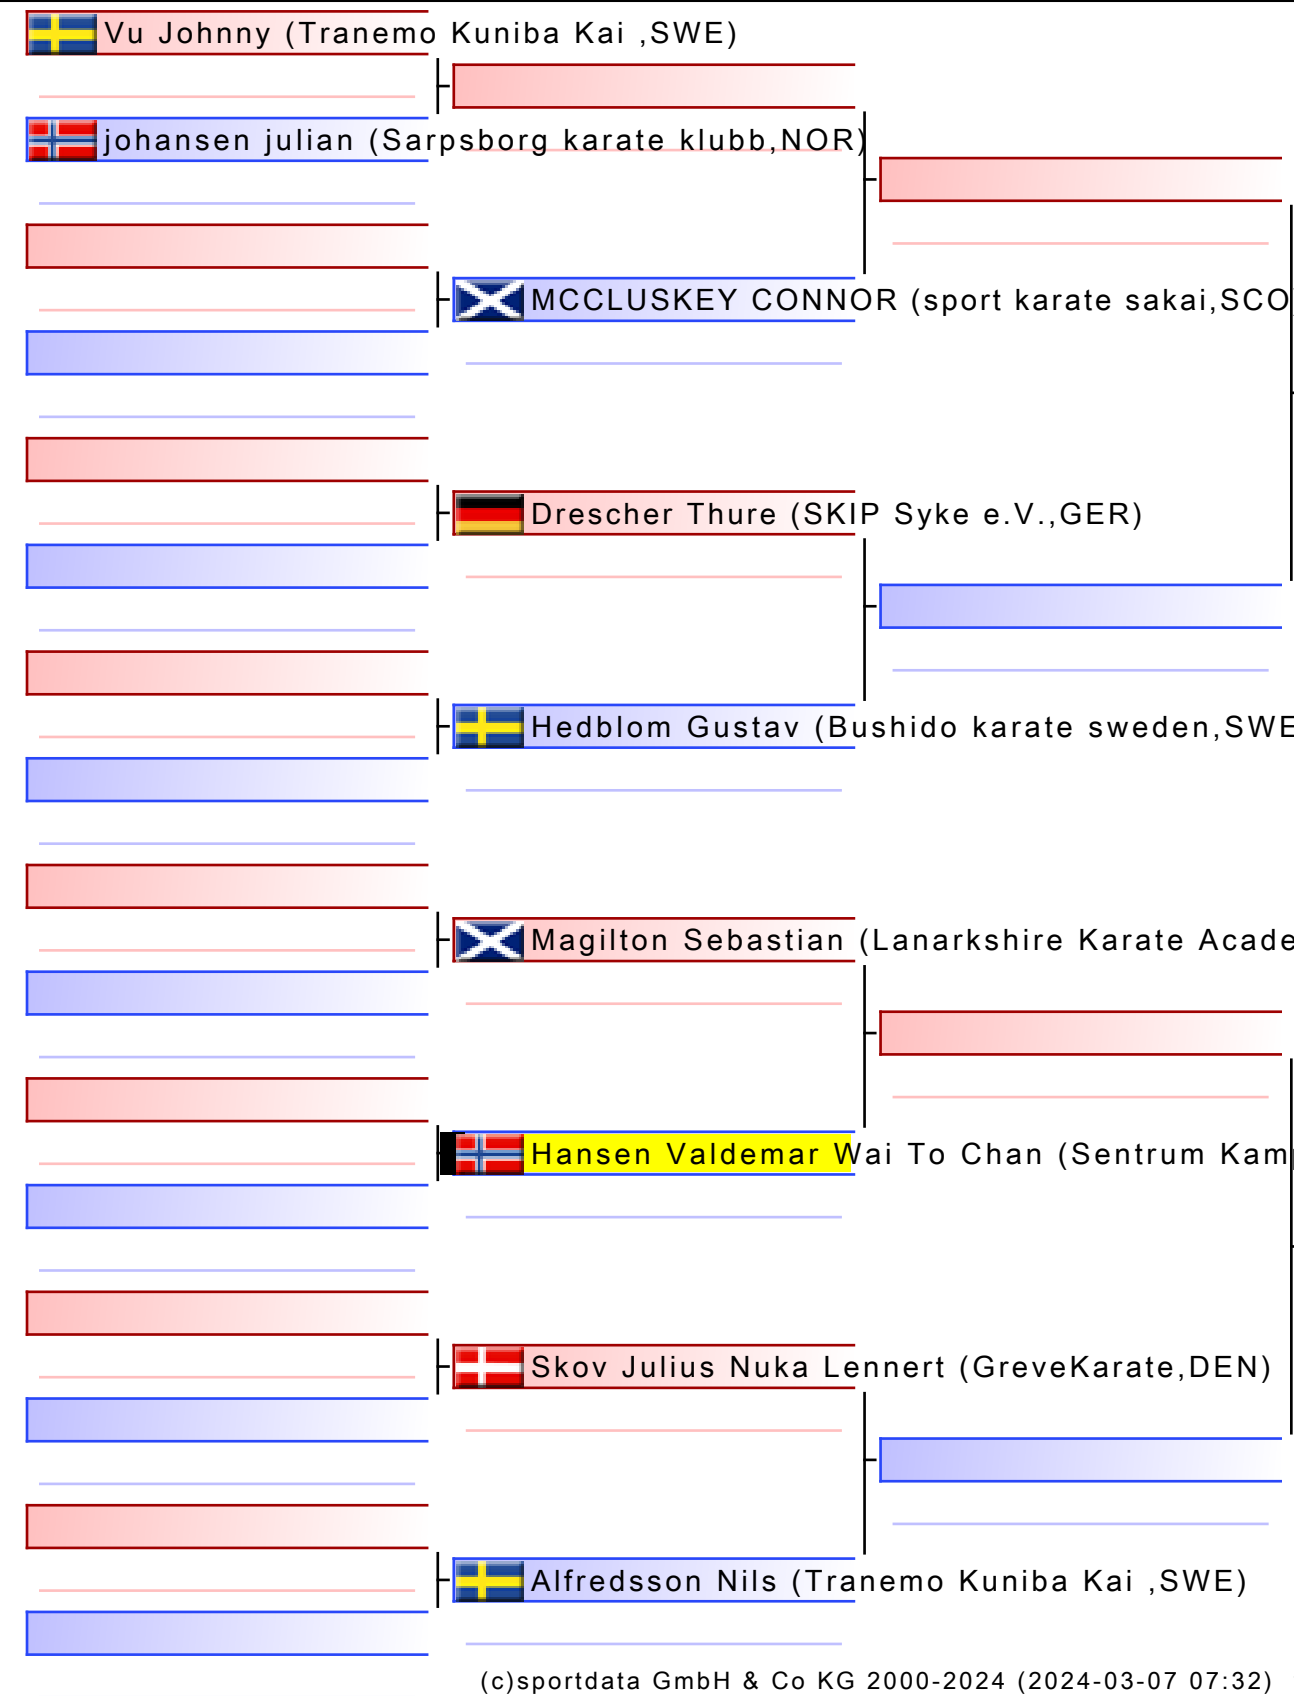 Vu Johnny (Tranemo Kuniba Kai ,SWE)
johansen julian (Sarpsborg karate klubb,NOR)
MCCLUSKEY CONNOR (sport karate sakai,SCO
Drescher Thure (SKIP Syke e.V.,GER)
Hedblom Gustav (Bushido karate sweden,SWE
Magilton Sebastian (Lanarkshire Karate Acade
Hansen Valdemar Wai To Chan (Sentrum Kam
Skov Julius Nuka Lennert (GreveKarate,DEN)
Alfredsson Nils (Tranemo Kuniba Kai ,SWE)
(c)sportdata GmbH & Co KG 2000-2024 (2024-03-07 07:32)